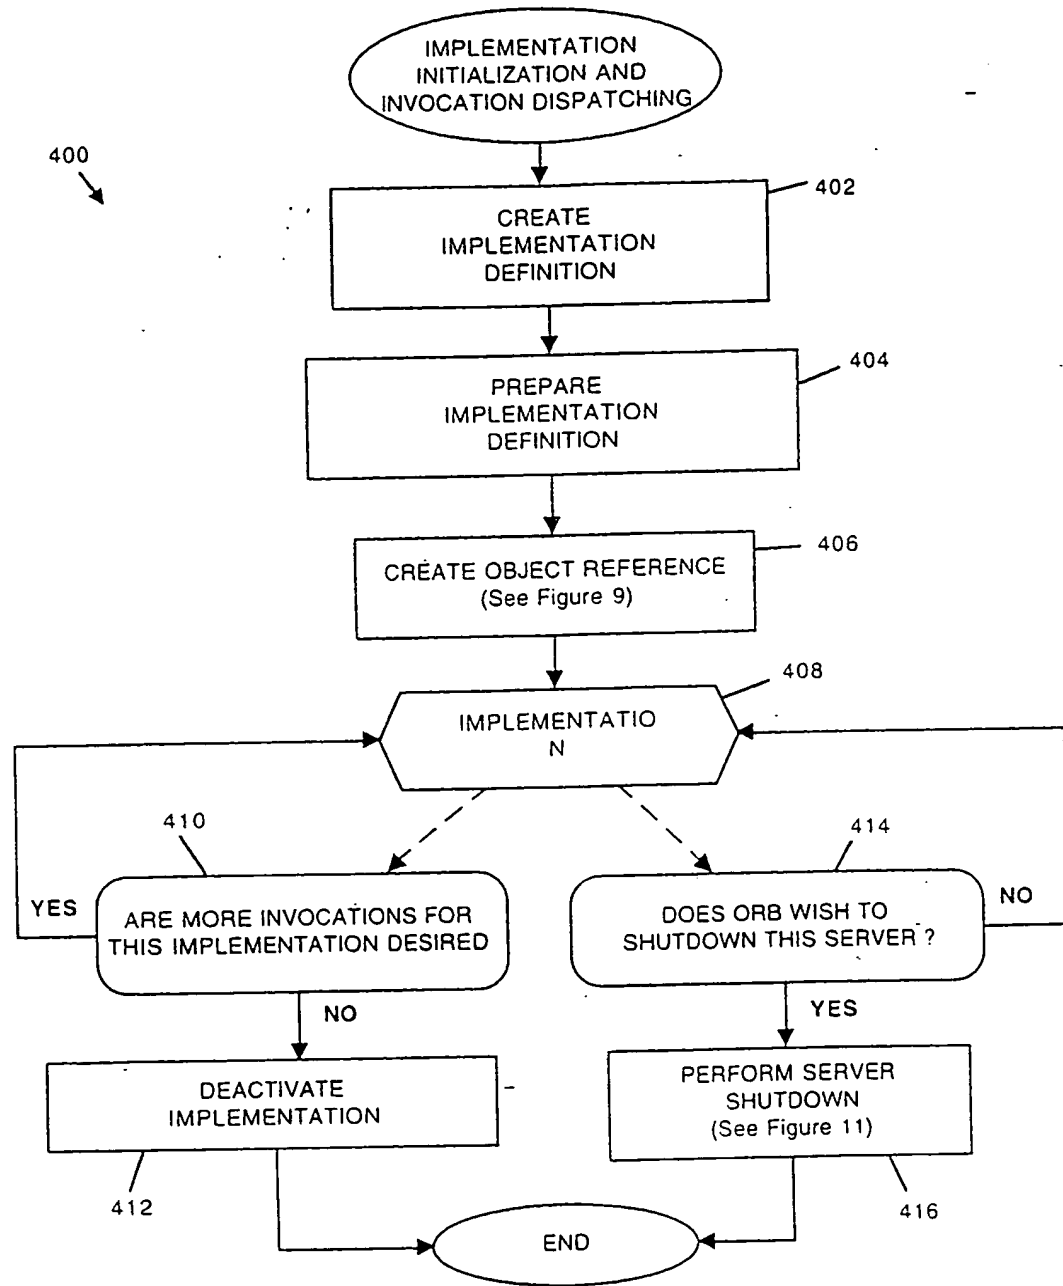 IMPLEMENTATION
INITIALIZATION AND
INVOCATION DISPATCHING
400
402
CREATE
IMPLEMENTATION
DEFINITION
404
PREPARE
IMPLEMENTATION
DEFINITION
406
CREATE OBJECT REFERENCE
(See Figure 9)
408
IMPLEMENTATIO
N
410
414
YES
ARE MORE INVOCATIONS FOR
THIS IMPLEMENTATION DESIRED
DOES ORB WISH TO
SHUTDOWN THIS SERVER ?
NO
NO
YES
DEACTIVATE
IMPLEMENTATION
PERFORM SERVER
SHUTDOWN
(See Figure 11)
412
416
END